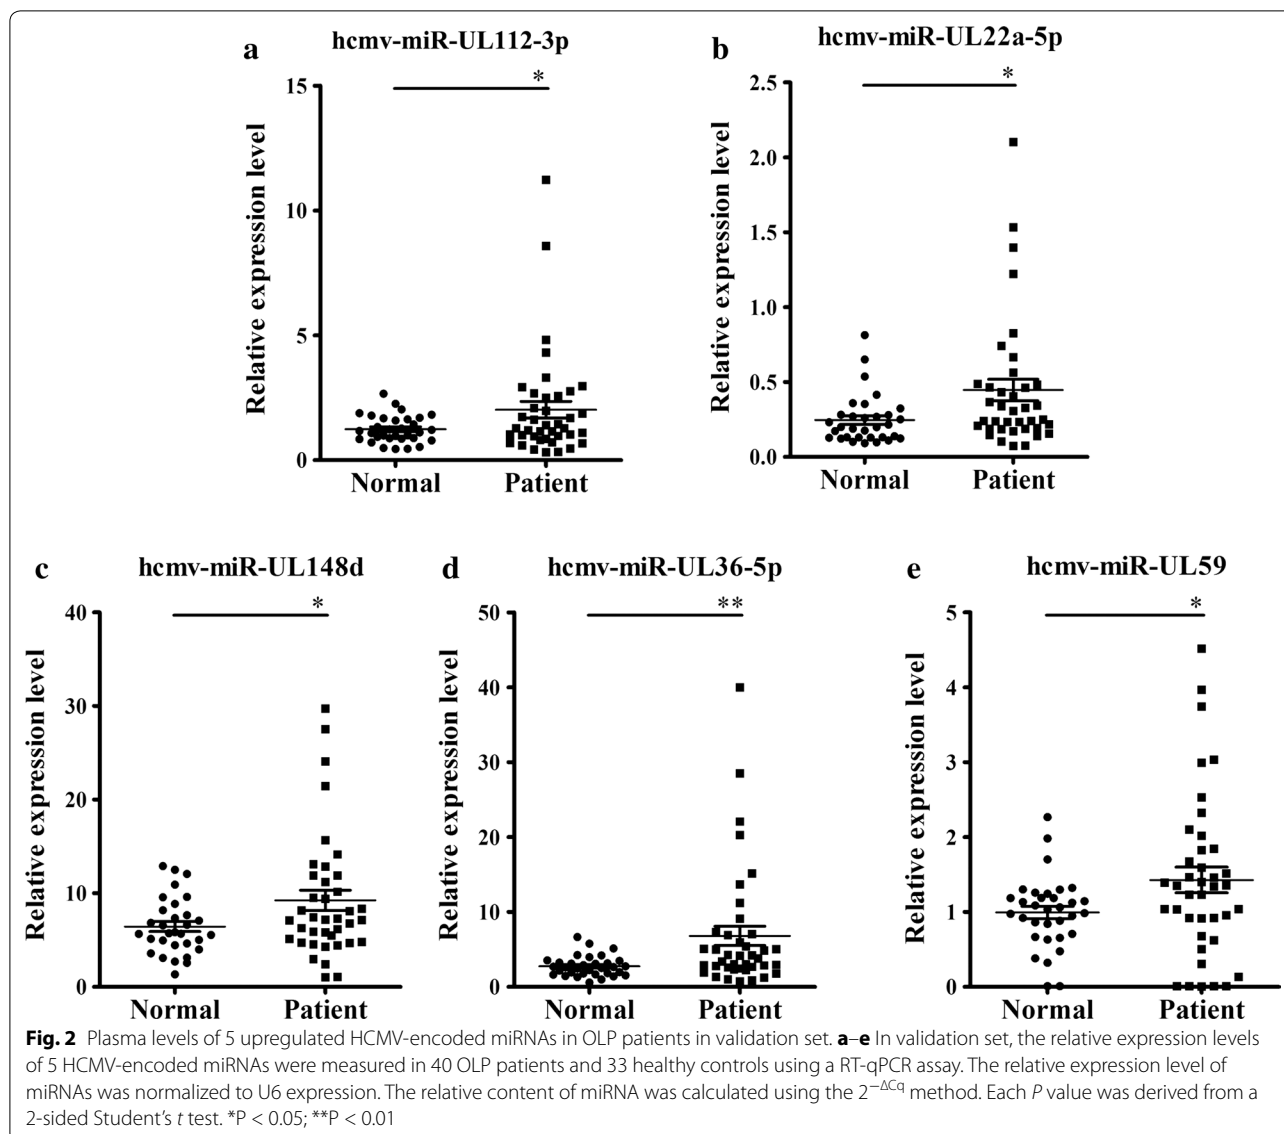 a hcmv-miR-UL112-3p
*
Relative expression level
15
10
5
0
Normal Patient
b hcmv-miR-UL22a-5p
*
Relative expression level
2.5
2.0
1.5
1.0
0.5
0.0
Normal Patient
c hcmv-miR-UL148d
*
Relative expression level
40
30
20
10
0
Normal Patient
d hcmv-miR-UL36-5p
**
Relative expression level
50
40
30
20
10
0
Normal Patient
e hcmv-miR-UL59
*
Relative expression level
5
4
3
2
1
0
Normal Patient
Fig. 2 Plasma levels of 5 upregulated HCMV-encoded miRNAs in OLP patients in validation set. a–e In validation set, the relative expression levels
of 5 HCMV-encoded miRNAs were measured in 40 OLP patients and 33 healthy controls using a RT-qPCR assay. The relative expression level of
miRNAs was normalized to U6 expression. The relative content of miRNA was calculated using the 2−ΔCq method. Each P value was derived from a
2-sided Student's t test. *P < 0.05; **P < 0.01